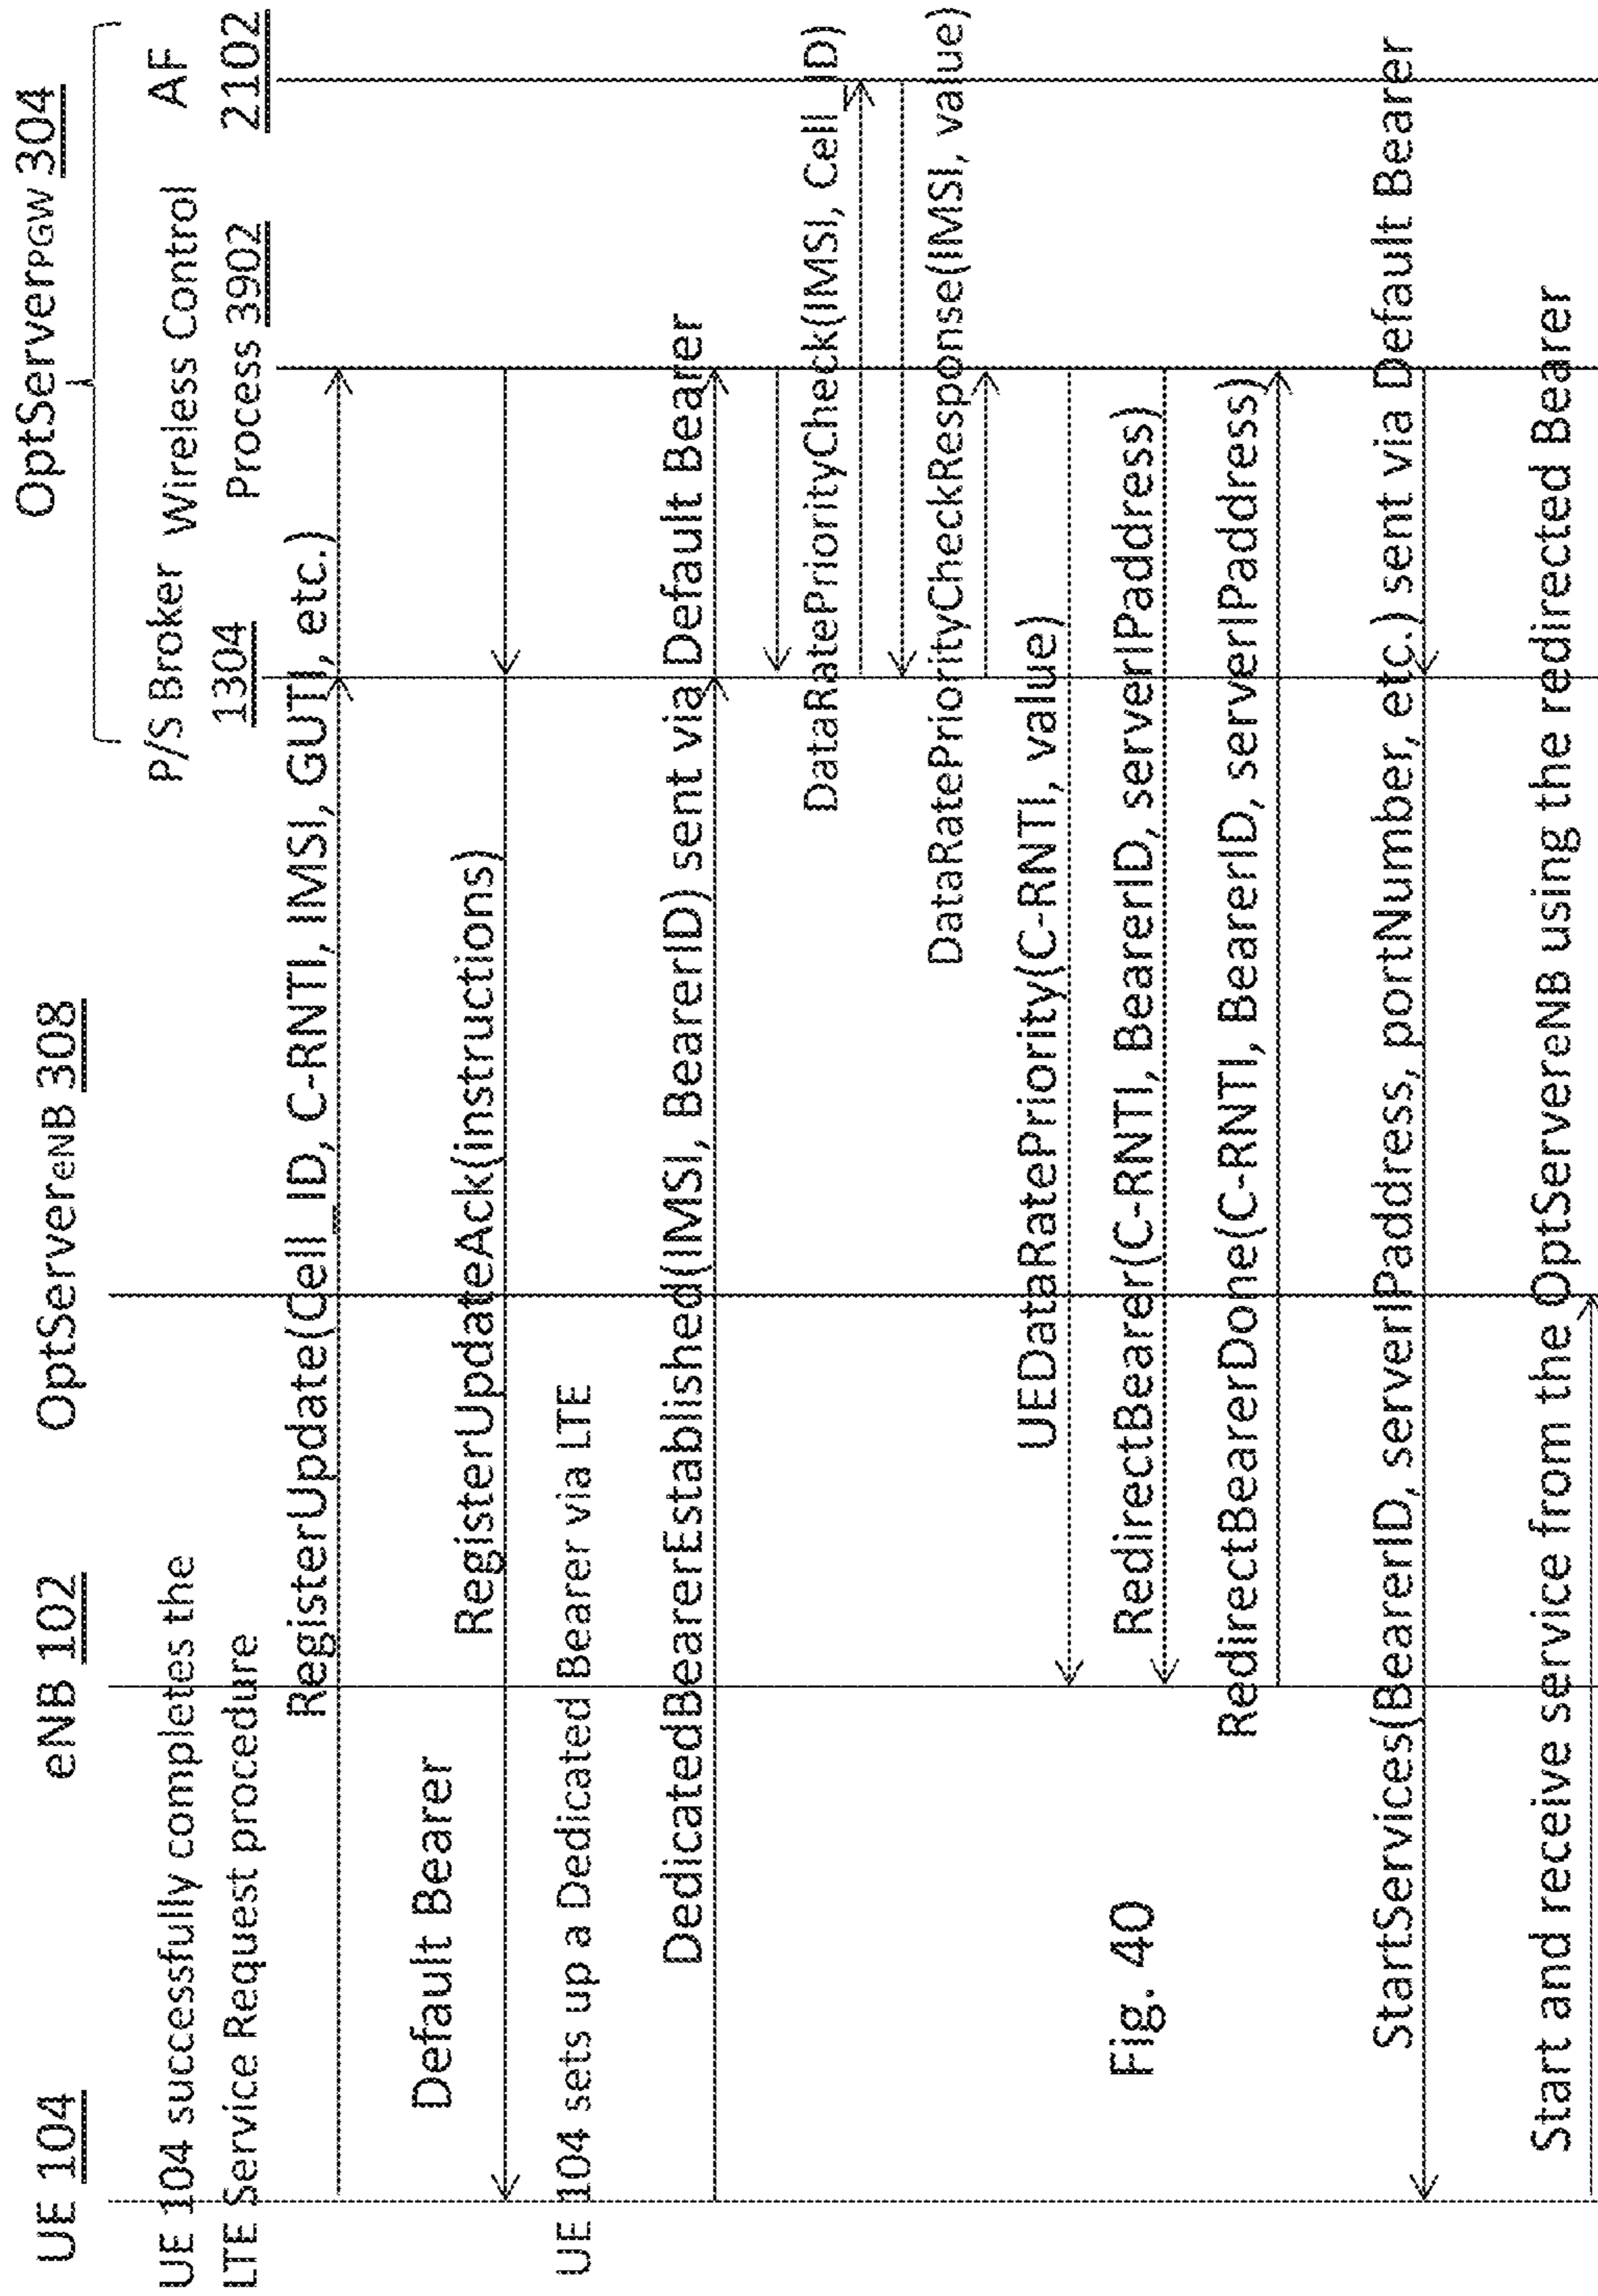 OptServerPGW 304
UE 104
eNB 102
OptServereNB 308
P/S Broker
1304
Wireless Control
Process 3902
AF
2102
UE 104 successfully completes the
LTE Service Request procedure
RegisterUpdate(Cell_ID, C-RNTI, IMSI, GUTI, etc.)
Default Bearer
RegisterUpdateAck(instructions)
UE 104 sets up a Dedicated Bearer via LTE
DedicatedBearerEstablished(IMSI, BearerID) sent via Default Bearer
DataRatePriorityCheck(IMSI, Cell_ID)
DataRatePriorityCheckResponse(IMSI, value)
UEDataRatePriority(C-RNTI, value)
Fig. 40
RedirectBearer(C-RNTI, BearerID, serverIPaddress)
RedirectBearerDone(C-RNTI, BearerID, serverIPaddress)
StartServices(BearerID, serverIPaddress, portNumber, etc.) sent via Default Bearer
Start and receive service from the OptServereNB using the redirected Bearer